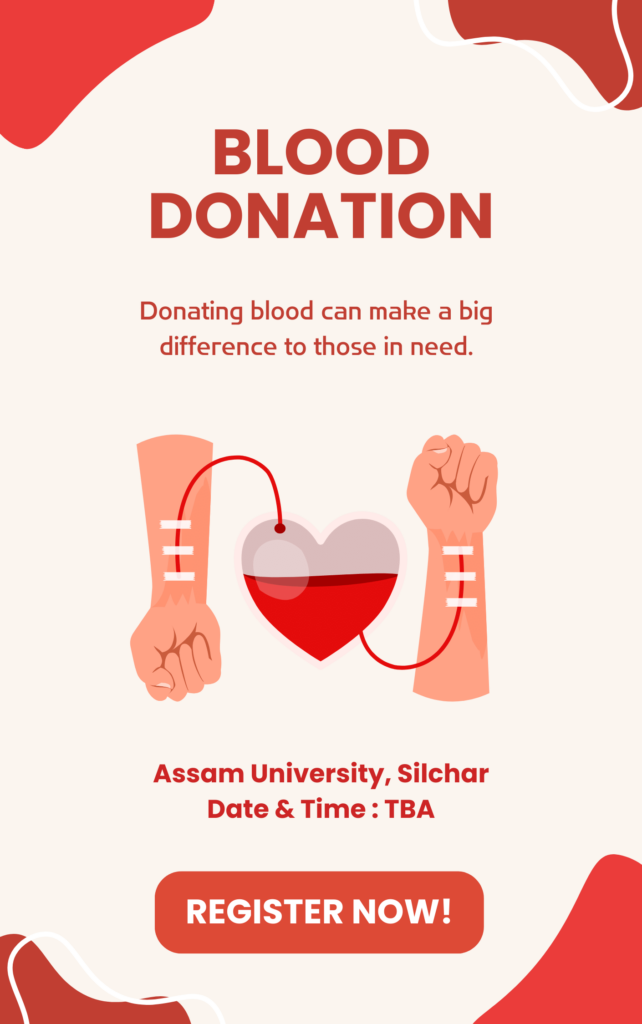 BLOOD
DONATION
Donating blood can make a big
difference to those in need.
Assam University, Silchar
Date & Time : TBA
REGISTER NOW!